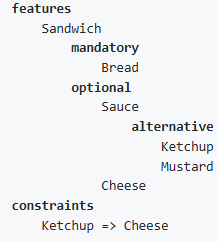 features
    Sandwich
        mandatory
            Bread
        optional
            Sauce
                alternative
                    Ketchup
                    Mustard
            Cheese
constraints
    Ketchup => Cheese